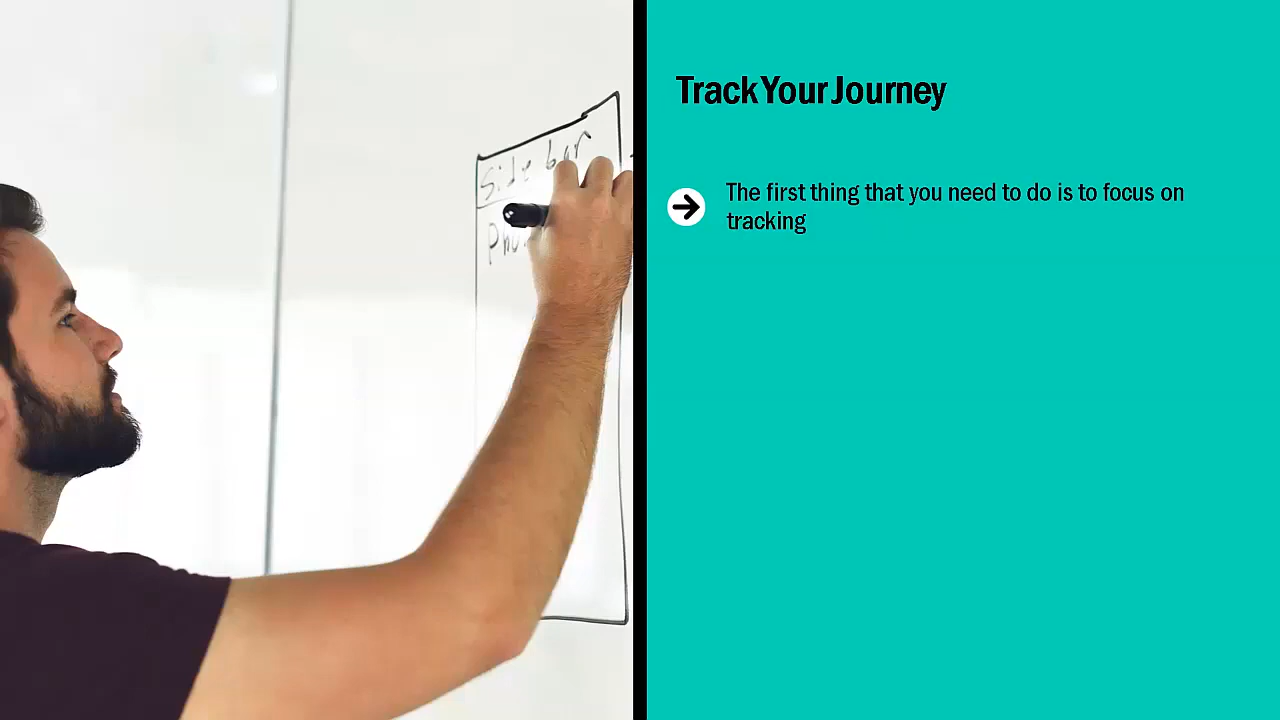 Track Your Journey
The first thing that you need to do is to focus on
tracking
Side bar